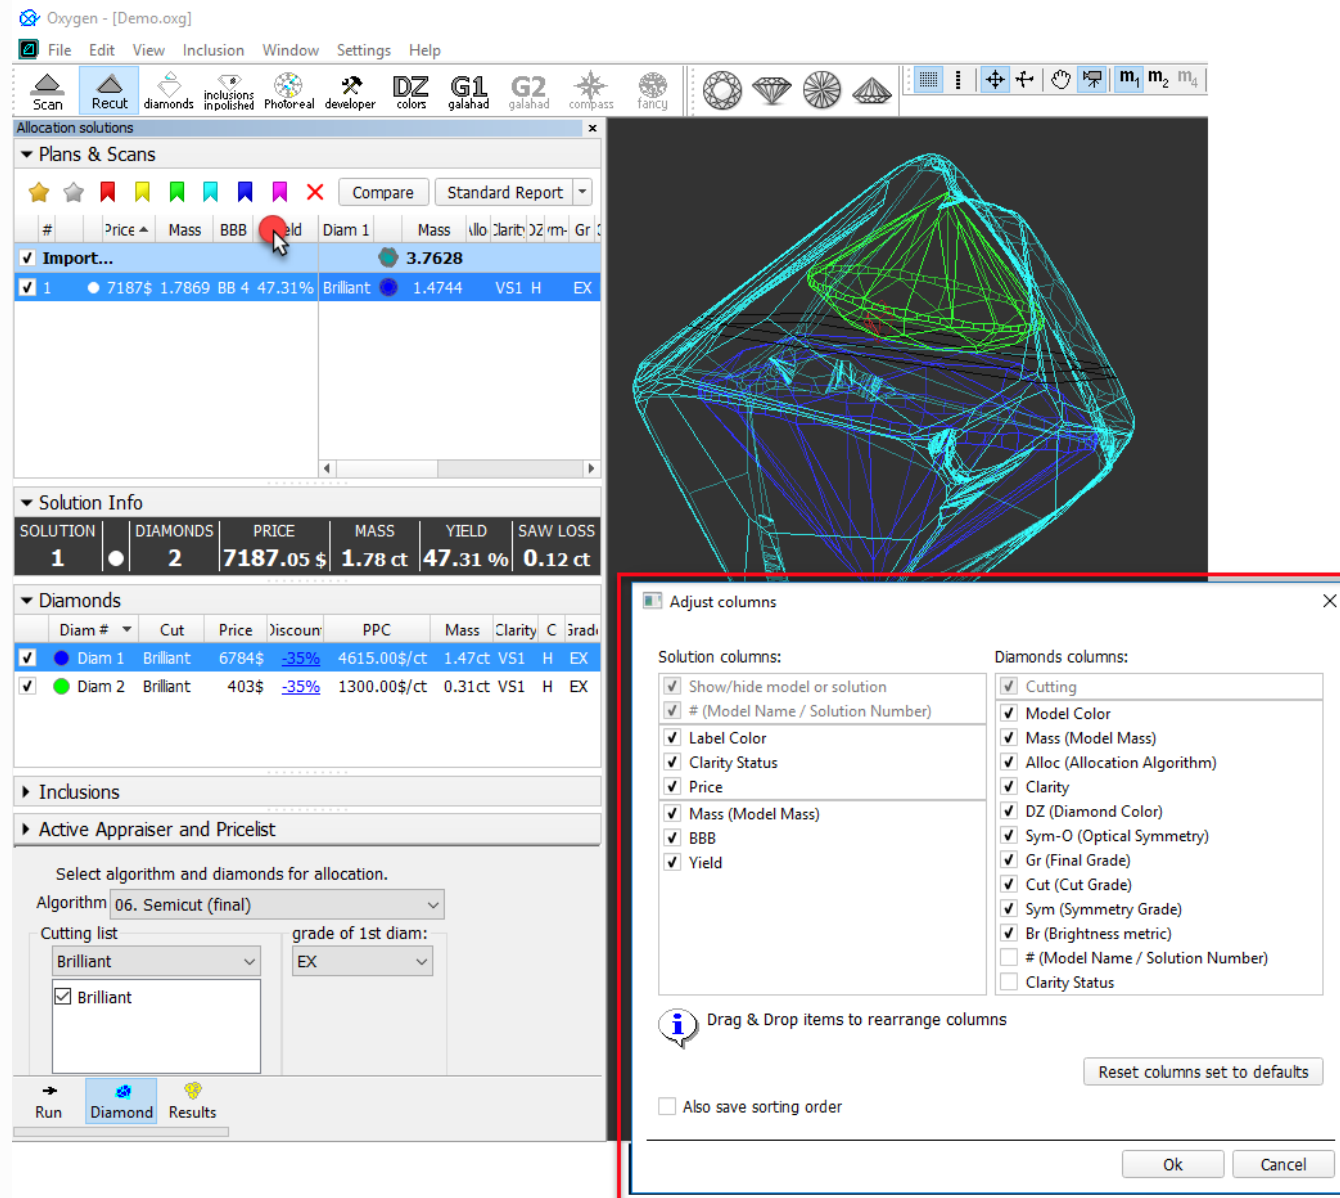 Oxygen - [Demo.oxg]
File Edit View Inclusion Window Settings Help
Scan Recut diamonds inclusions inpolished Photoreal developer DZ colors G1 galahad G2 galahad compass fancy m1 m2 m4
Allocation solutions
Plans & Scans
Compare Standard Report
# Price Mass BBB ld Diam 1 Mass Allo Clarit DZ ym- Gr
Import... 3.7628
1 7187$ 1.7869 BB 4 47.31% Brilliant 1.4744 VS1 H EX
Solution Info
SOLUTION DIAMONDS PRICE MASS YIELD SAW LOSS
1 2 7187.05 $ 1.78 ct 47.31 % 0.12 ct
Diamonds
Diam # Cut Price Discoun PPC Mass Clarity C Grad
Diam 1 Brilliant 6784$ -35% 4615.00$/ct 1.47ct VS1 H EX
Diam 2 Brilliant 403$ -35% 1300.00$/ct 0.31ct VS1 H EX
Inclusions
Active Appraiser and Pricelist
Select algorithm and diamonds for allocation.
Algorithm 06. Semicut (final)
Cutting list grade of 1st diam:
Brilliant EX
Brilliant
Run Diamond Results
Adjust columns
Solution columns:
Show/hide model or solution
# (Model Name / Solution Number)
Label Color
Clarity Status
Price
Mass (Model Mass)
BBB
Yield
Diamonds columns:
Cutting
Model Color
Mass (Model Mass)
Alloc (Allocation Algorithm)
Clarity
DZ (Diamond Color)
Sym-O (Optical Symmetry)
Gr (Final Grade)
Cut (Cut Grade)
Sym (Symmetry Grade)
Br (Brightness metric)
# (Model Name / Solution Number)
Clarity Status
Drag & Drop items to rearrange columns
Reset columns set to defaults
Also save sorting order
Ok Cancel